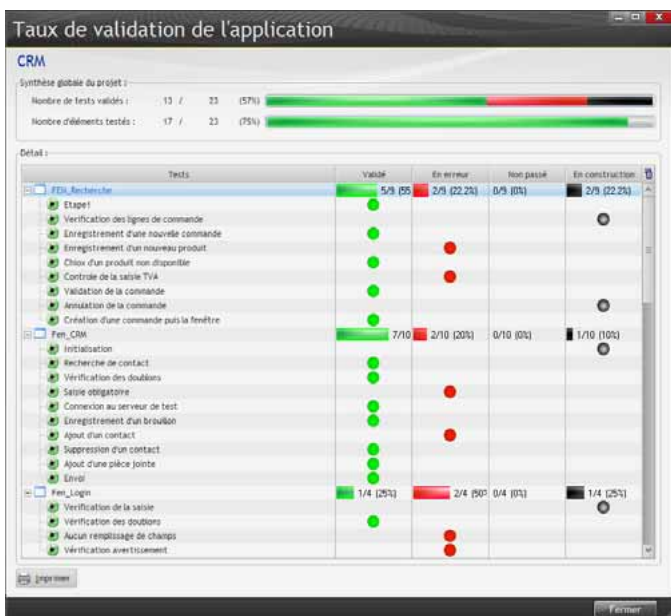 Taux de validation de l'application
CRM
Synthèse globale du projet :
Nombre de tests validés : 13 / 23 (57%)
Nombre d'éléments testés : 17 / 23 (75%)
Détail :
Tests Validé En erreur Non passé En construction
FEN_Recherche 5/9 (55 2/9 (22.2%) 0/9 (0%) 2/9 (22.2%)
Etape1
Verification des lignes de commande
Enregistrement d'une nouvelle commande
Enregistrement d'un nouveau produit
Chiox d'un produit non disponible
Controle de la saisie TVA
Validation de la commande
Annulation de la commande
Création d'une commande puis la fenêtre
Fen_CRM 7/10 2/10 (20%) 0/10 (0%) 1/10 (10%)
Initialisation
Recherche de contact
Vérification des doublons
Saisie obligatoire
Connexion au serveur de test
Enregistrement d'un brouillon
Ajout d'un contact
Suppression d'un contact
Ajout d'une pièce jointe
Envoi
Fen_Login 1/4 (25%) 2/4 (50% 0/4 (0%) 1/4 (25%)
Verification de la saisie
Vérification des doublons
Aucun remplissage de champs
Vérification avertissement
Imprimer
Fermer